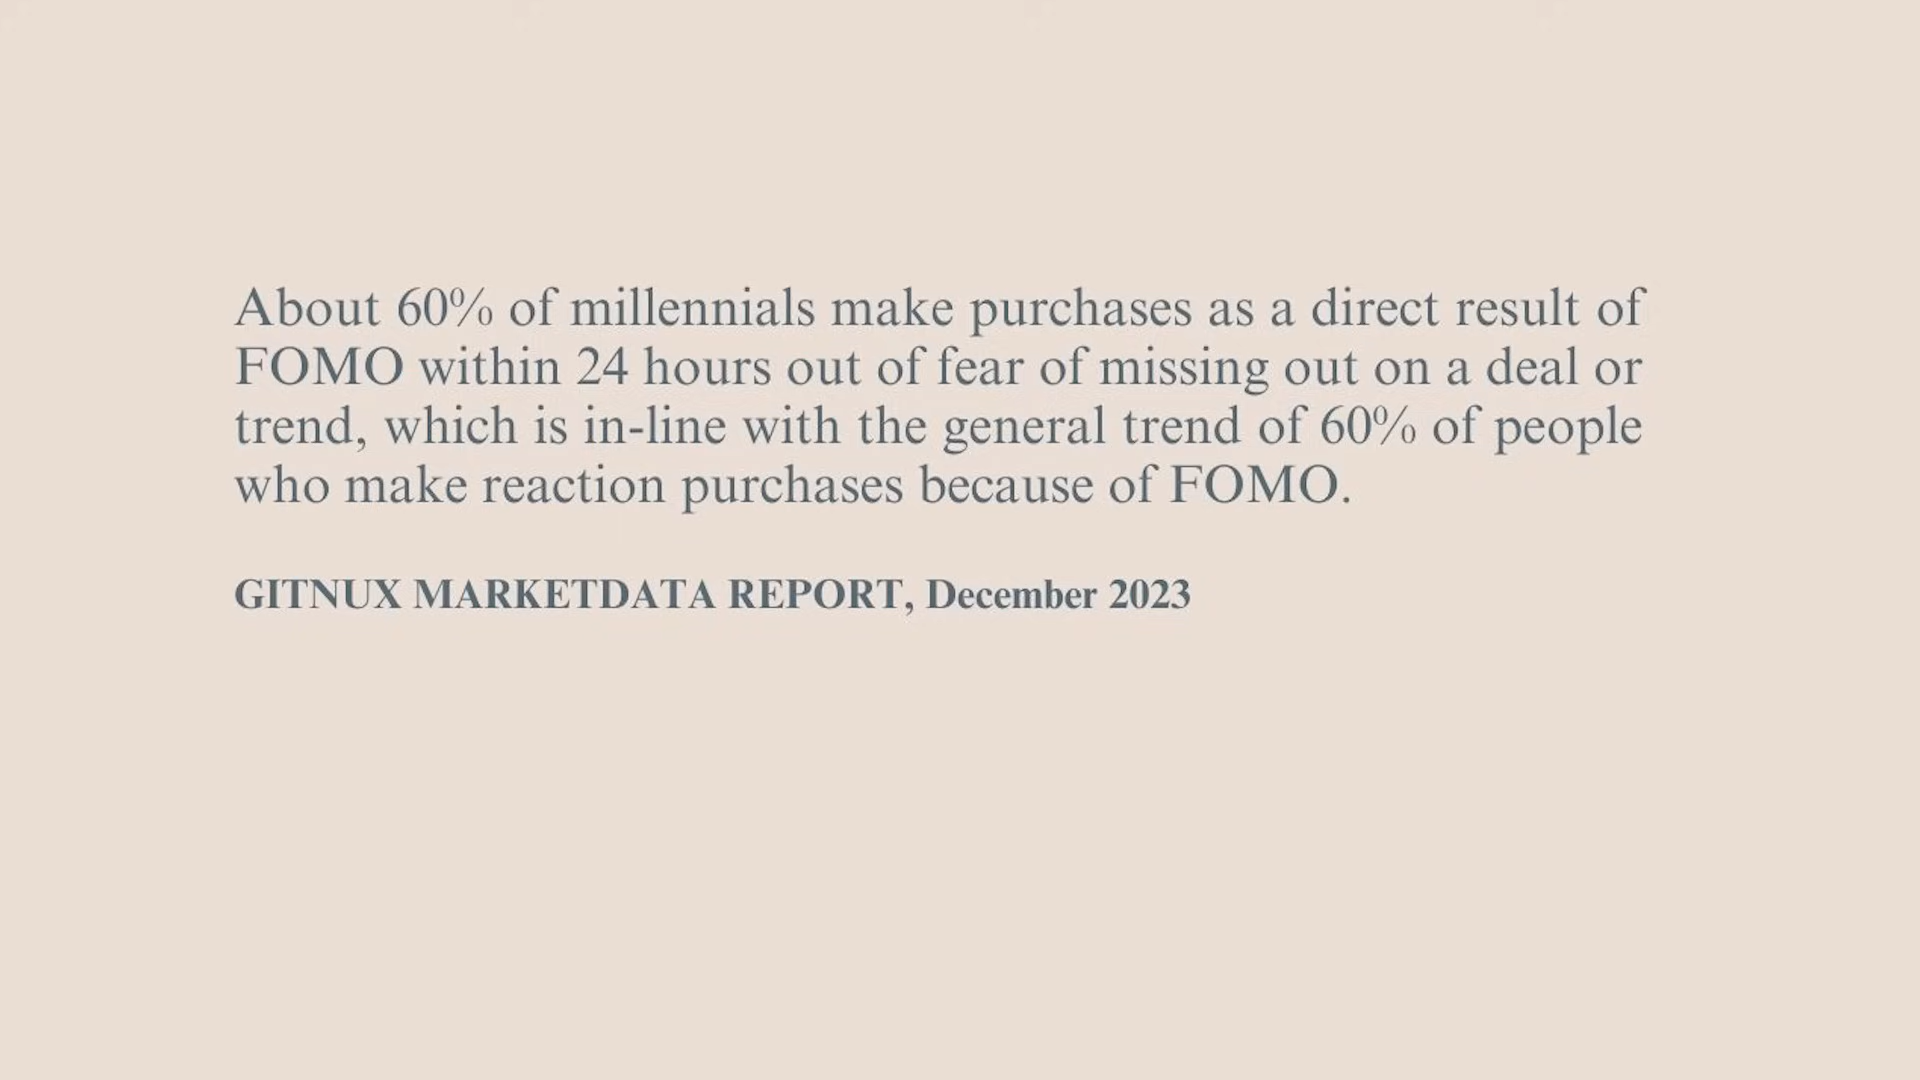 About 60% of millennials make purchases as a direct result of
FOMO within 24 hours out of fear of missing out on a deal or
trend, which is in-line with the general trend of 60% of people
who make reaction purchases because of FOMO.
GITNUX MARKETDATA REPORT, December 2023